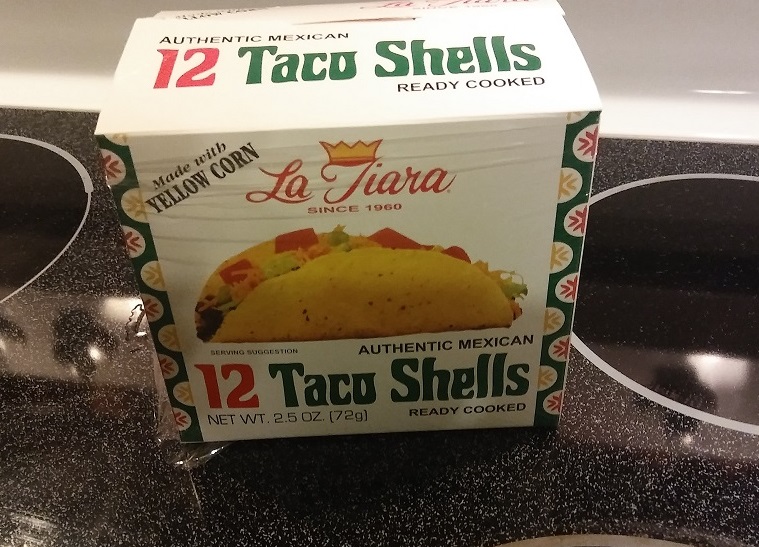 AUTHENTIC MEXICAN
12 Taco Shells
READY COOKED
Made with
YELLOW CORN
La Tiara
SINCE 1960
SERVING SUGGESTION
AUTHENTIC MEXICAN
12 Taco Shells
NET WT. 2.5 OZ. (72g)
READY COOKED